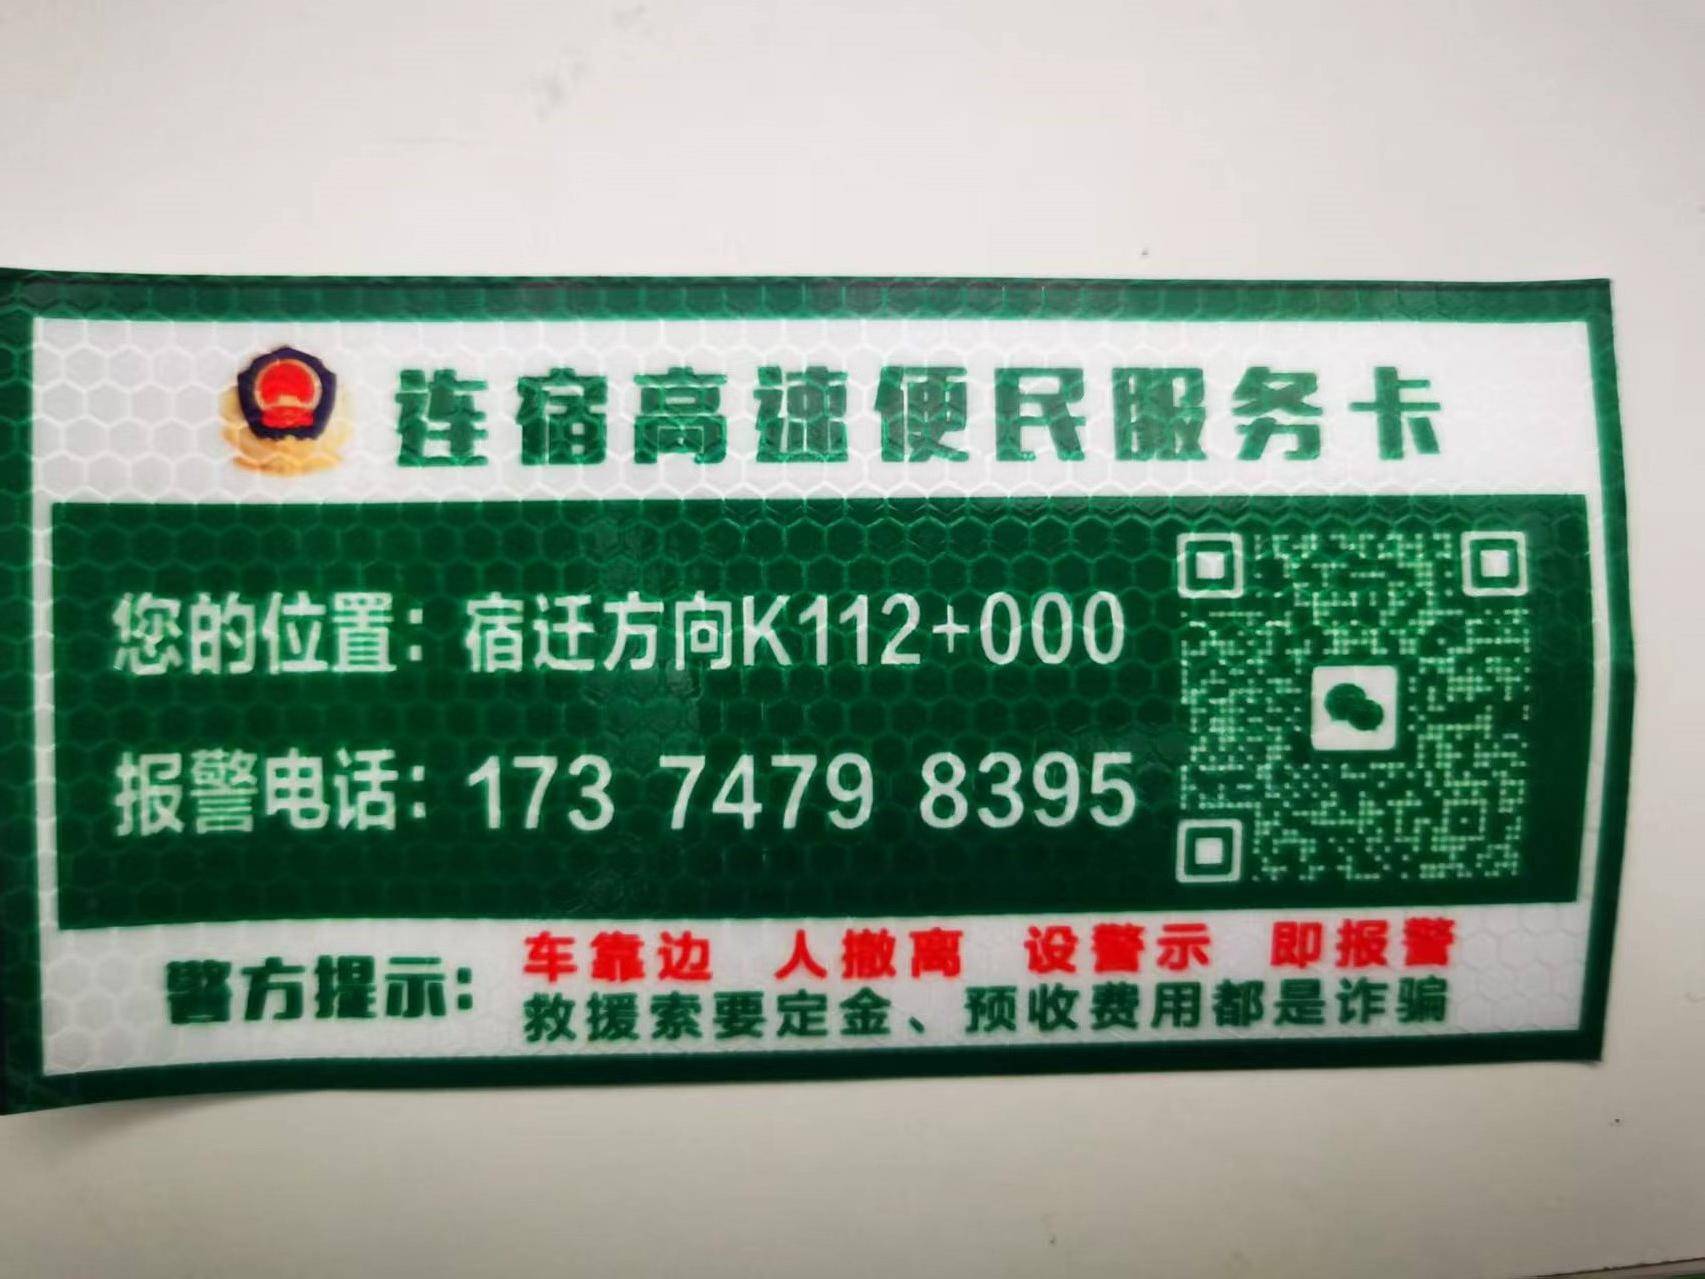 连宿高速便民服务卡
您的位置：宿迁方向K112+000
报警电话：173 7479 8395
警方提示：
车靠边 人撤离 设警示 即报警
救援索要定金、预收费用都是诈骗